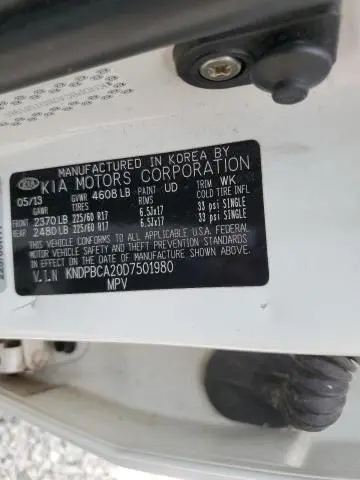 MANUFACTURED IN KOREA BY
KIA KIA MOTORS CORPORATION
05/13 GVWR 4608 LB PAINT UD TRIM WK
GAWR TIRES RIMS COLD TIRE INFL
FRONT 2370 LB 225/60 R17 6.5Jx17 33 psi SINGLE
REAR 2480 LB 225/60 R17 6.5Jx17 33 psi SINGLE
THIS VEHICLE CONFORMS TO ALL APPLICABLE U.S.A. FEDERAL
MOTOR VEHICLE SAFETY AND THEFT PREVENTION STANDARDS
IN EFFECT ON THE DATE OF MANUFACTURE SHOWN ABOVE.
V.I.N KNDPBCA20D7501980
MPV